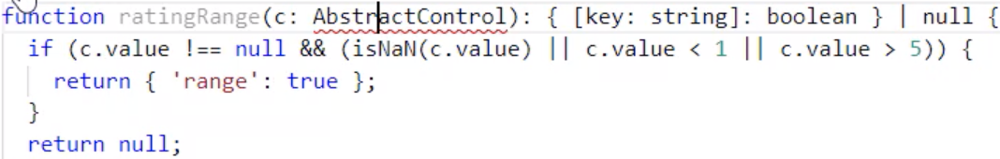 function ratingRange(c: AbstractControl): { [key: string]: boolean } | null {
if (c.value !== null && (isNaN(c.value) || c.value < 1 || c.value > 5)) {
return { 'range': true };
}
return null;